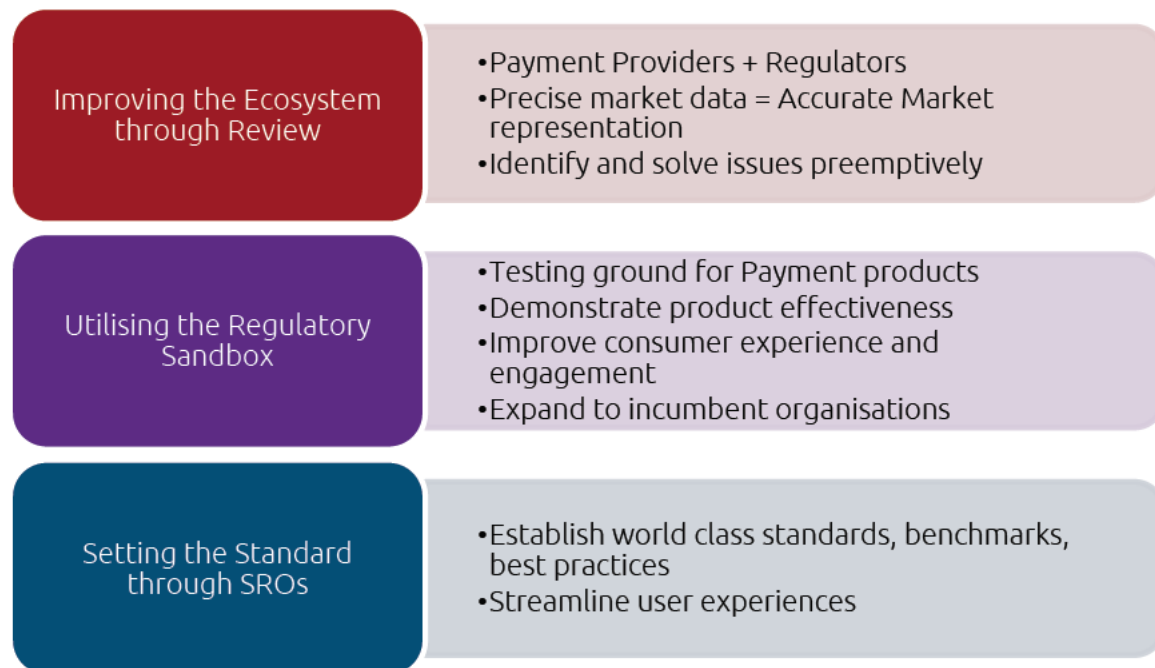 Improving the Ecosystem
through Review
•Payment Providers + Regulators
•Precise market data = Accurate Market
representation
•Identify and solve issues preemptively
Utilising the Regulatory
Sandbox
•Testing ground for Payment products
•Demonstrate product effectiveness
•Improve consumer experience and
engagement
•Expand to incumbent organisations
Setting the Standard
through SROs
•Establish world class standards, benchmarks,
best practices
•Streamline user experiences